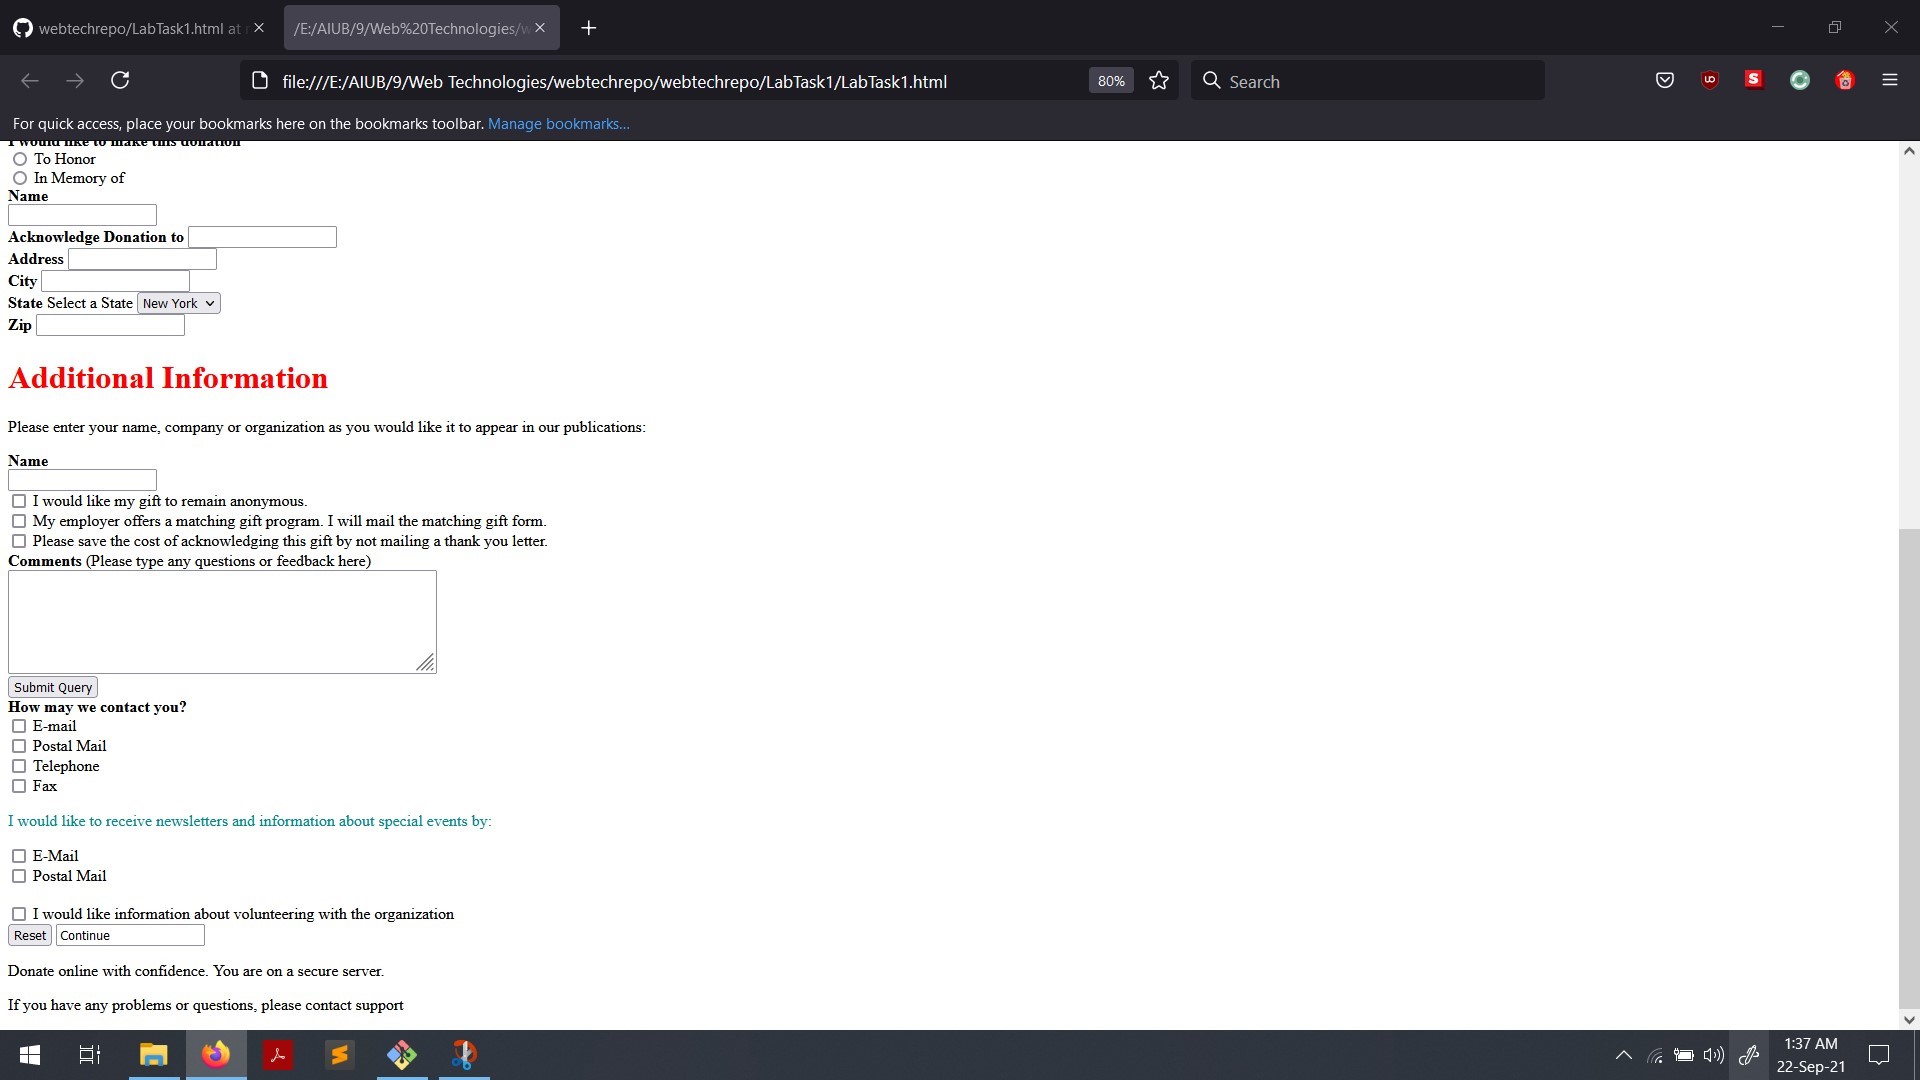 webtechrepo/LabTask1.html at
/E:/AIUB/9/Web%20Technologies/w
file:///E:/AIUB/9/Web Technologies/webtechrepo/webtechrepo/LabTask1/LabTask1.html
80%
Search
For quick access, place your bookmarks here on the bookmarks toolbar. Manage bookmarks...
I would like to make this donation
To Honor
In Memory of
Name
Acknowledge Donation to
Address
City
State Select a State New York
Zip
Additional Information
Please enter your name, company or organization as you would like it to appear in our publications:
Name
I would like my gift to remain anonymous.
My employer offers a matching gift program. I will mail the matching gift form.
Please save the cost of acknowledging this gift by not mailing a thank you letter.
Comments (Please type any questions or feedback here)
Submit Query
How may we contact you?
E-mail
Postal Mail
Telephone
Fax
I would like to receive newsletters and information about special events by:
E-Mail
Postal Mail
I would like information about volunteering with the organization
Reset Continue
Donate online with confidence. You are on a secure server.
If you have any problems or questions, please contact support
1:37 AM
22-Sep-21